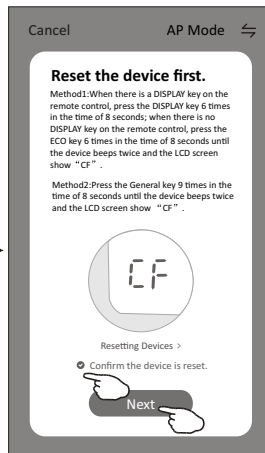 Cancel AP Mode
Reset the device first.
Method1:When there is a DISPLAY key on the
remote control, press the DISPLAY key 6 times
in the time of 8 seconds; when there is no
DISPLAY key on the remote control, press the
ECO key 6 times in the time of 8 seconds until
the device beeps twice and the LCD screen
show “CF”.
Method2:Press the General key 9 times in the
time of 8 seconds until the device beeps twice
and the LCD screen show “CF”.
CF
Resetting Devices >
Confirm the device is reset.
Next